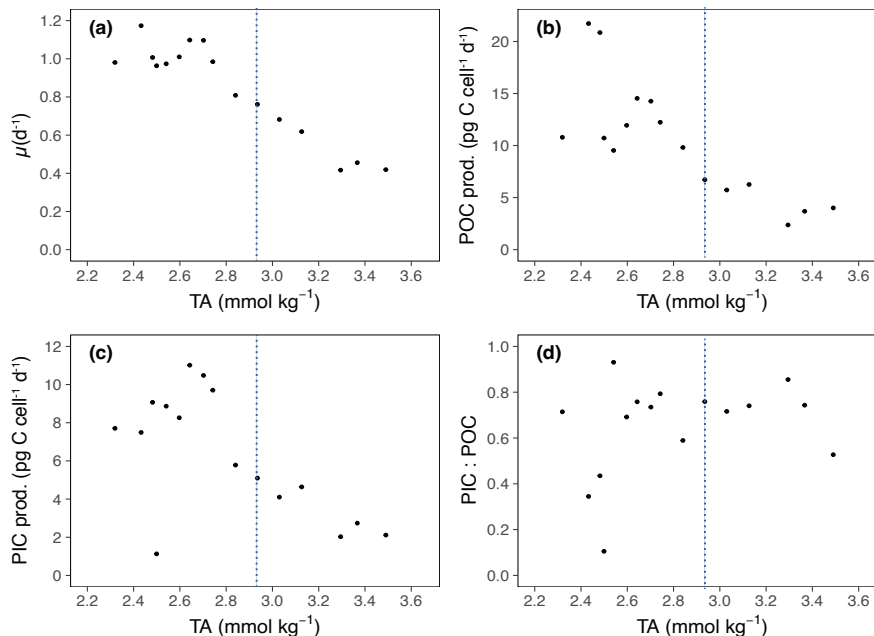 (a)
1.2
1.0
0.8
0.6
0.4
0.2
0.0
μ(d⁻¹)
2.2 2.4 2.6 2.8 3.0 3.2 3.4 3.6
TA (mmol kg⁻¹)
(b)
20
15
10
5
0
POC prod. (pg C cell⁻¹ d⁻¹)
2.2 2.4 2.6 2.8 3.0 3.2 3.4 3.6
TA (mmol kg⁻¹)
(c)
12
10
8
6
4
2
0
PIC prod. (pg C cell⁻¹ d⁻¹)
2.2 2.4 2.6 2.8 3.0 3.2 3.4 3.6
TA (mmol kg⁻¹)
(d)
1.0
0.8
0.6
0.4
0.2
0.0
PIC : POC
2.2 2.4 2.6 2.8 3.0 3.2 3.4 3.6
TA (mmol kg⁻¹)